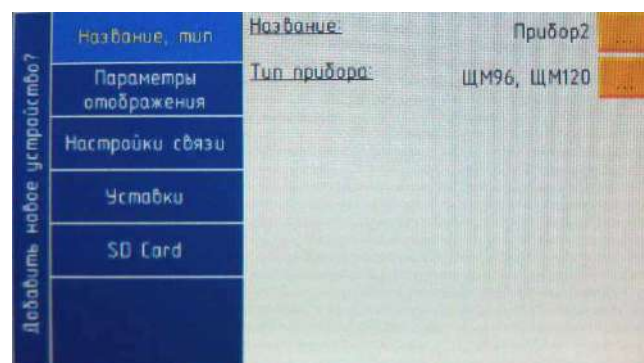 Добавить новое устройство?
Название, тип
Параметры
отображения
Настройки связи
Уставки
SD Card
Название: Прибор2 ...
Тип прибора: ЩМ96, ЩМ120 ...